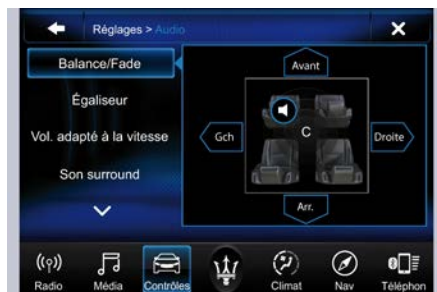 Réglages > Audio
Balance/Fade
Égaliseur
Vol. adapté à la vitesse
Son surround
Avant
Gch
C
Droite
Arr.
Radio
Média
Contrôles
Climat
Nav
Téléphon